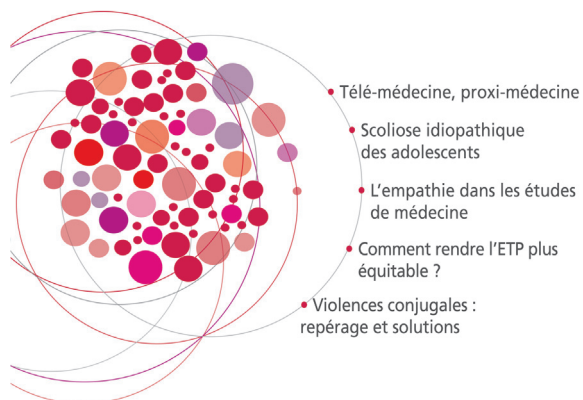 • Télé-médecine, proxi-médecine
• Scoliose idiopathique
des adolescents
• L'empathie dans les études
de médecine
• Comment rendre l'ETP plus
équitable ?
• Violences conjugales :
repérage et solutions